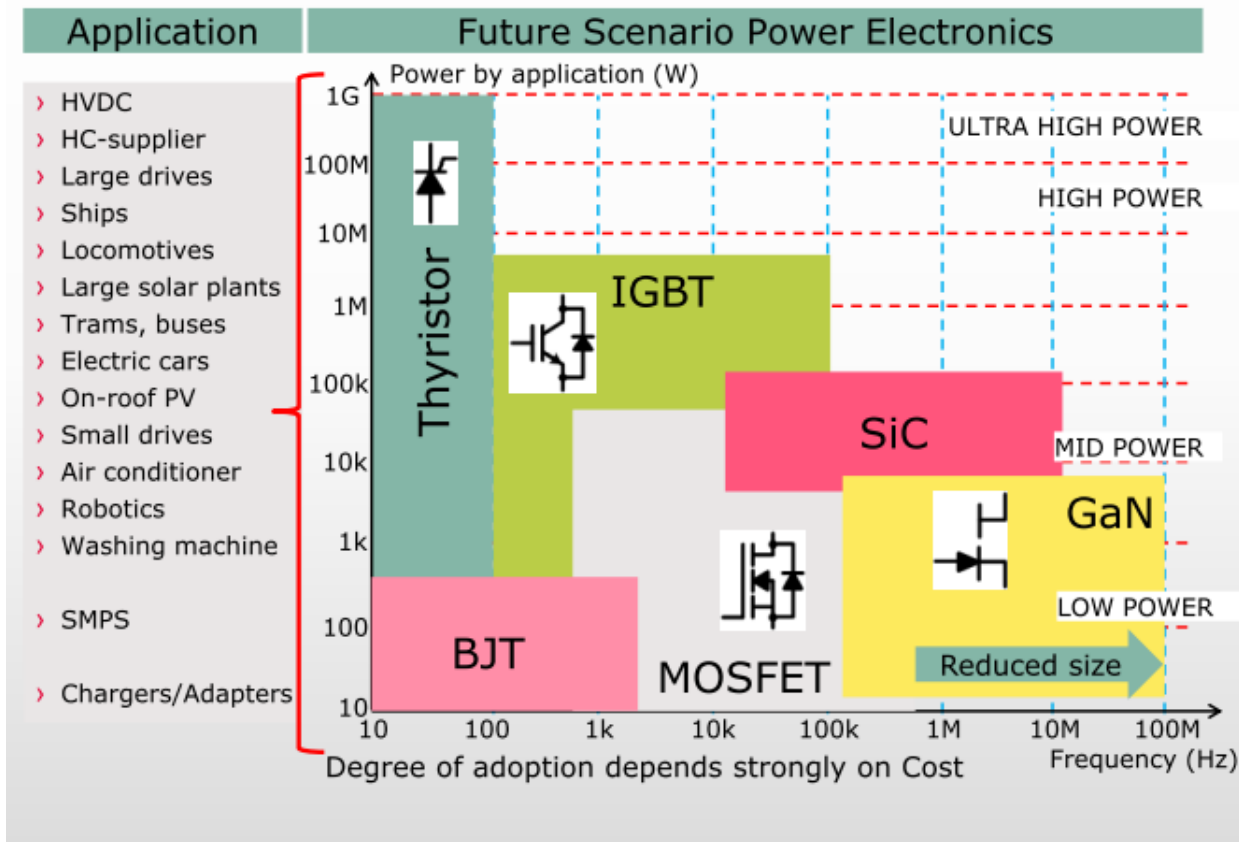 Application
Future Scenario Power Electronics
› HVDC
› HC-supplier
› Large drives
› Ships
› Locomotives
› Large solar plants
› Trams, buses
› Electric cars
› On-roof PV
› Small drives
› Air conditioner
› Robotics
› Washing machine
› SMPS
› Chargers/Adapters
Power by application (W)
1G
100M
10M
1M
100k
10k
1k
100
10
ULTRA HIGH POWER
HIGH POWER
MID POWER
LOW POWER
Thyristor
IGBT
SiC
GaN
BJT
MOSFET
Reduced size
10 100 1k 10k 100k 1M 10M 100M
Frequency (Hz)
Degree of adoption depends strongly on Cost